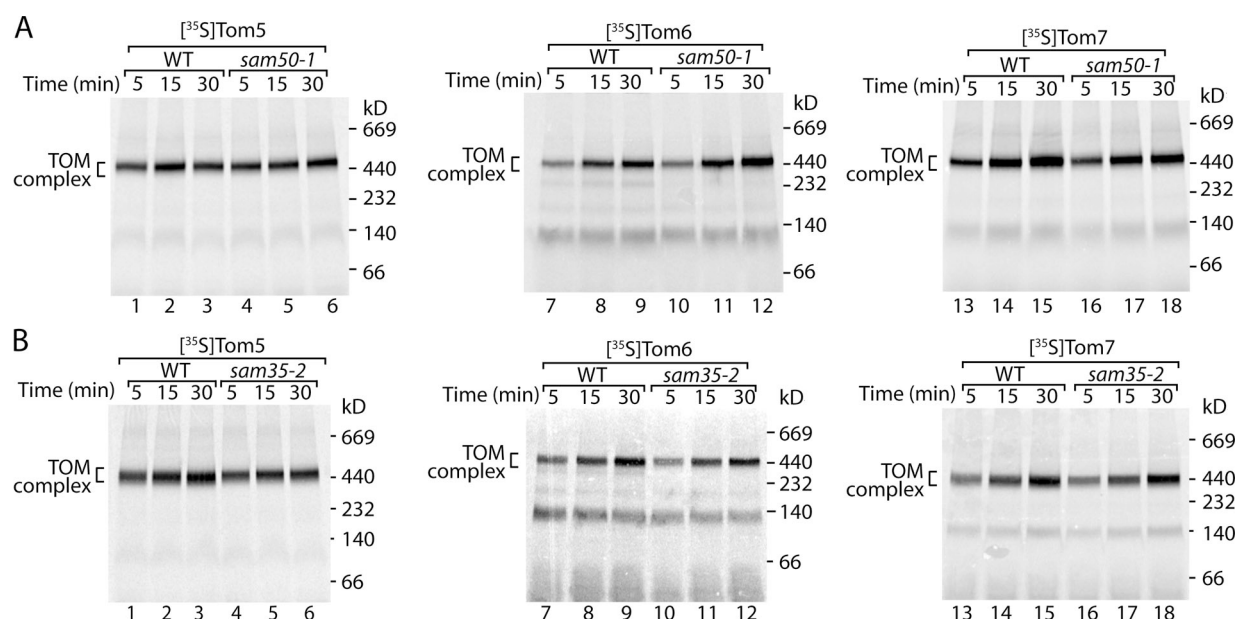 A
[³⁵S]Tom5
WT sam50-1
Time (min) 5 15 30 5 15 30
kD
669
TOM complex
440
232
140
66
1 2 3 4 5 6
[³⁵S]Tom6
WT sam50-1
Time (min) 5 15 30 5 15 30
kD
669
TOM complex
440
232
140
66
7 8 9 10 11 12
[³⁵S]Tom7
WT sam50-1
Time (min) 5 15 30 5 15 30
kD
669
TOM complex
440
232
140
66
13 14 15 16 17 18
B
[³⁵S]Tom5
WT sam35-2
Time (min) 5 15 30 5 15 30
kD
669
TOM complex
440
232
140
66
1 2 3 4 5 6
[³⁵S]Tom6
WT sam35-2
Time (min) 5 15 30 5 15 30
kD
669
TOM complex
440
232
140
66
7 8 9 10 11 12
[³⁵S]Tom7
WT sam35-2
Time (min) 5 15 30 5 15 30
kD
669
TOM complex
440
232
140
66
13 14 15 16 17 18